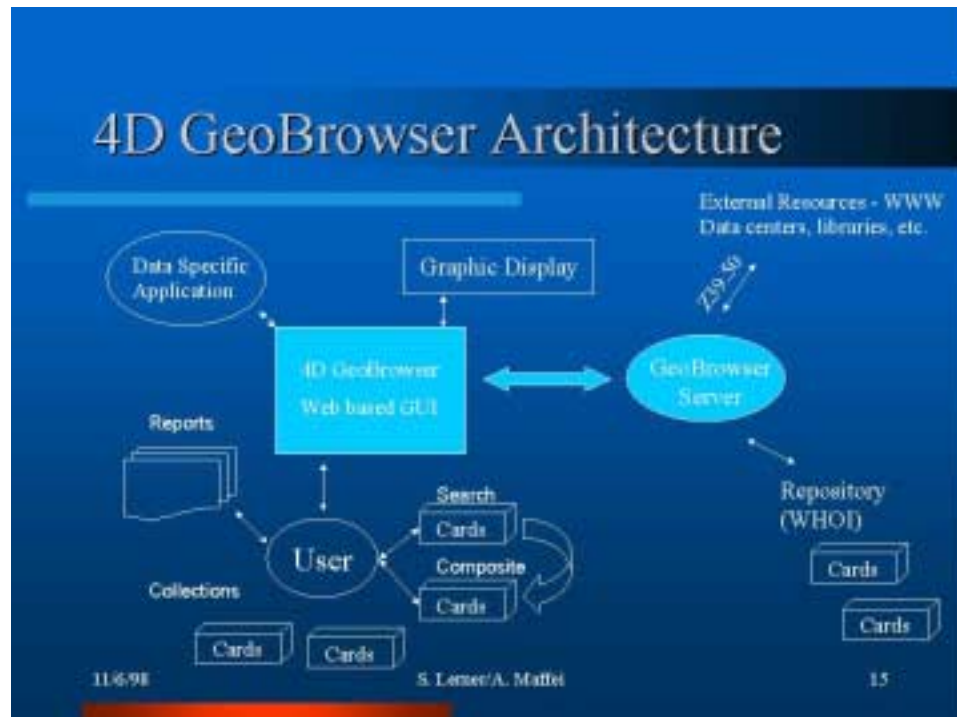 4D GeoBrowser Architecture
External Resources - WWW
Data centers, libraries, etc.
Data Specific
Application
Graphic Display
Z39.50
4D GeoBrowser
Web based GUI
GeoBrowser
Server
Reports
Search
Cards
Repository
(WHOI)
User
Composite
Cards
Cards
Collections
Cards
Cards
Cards
11/6/98
S. Lerner/A. Maffei
15